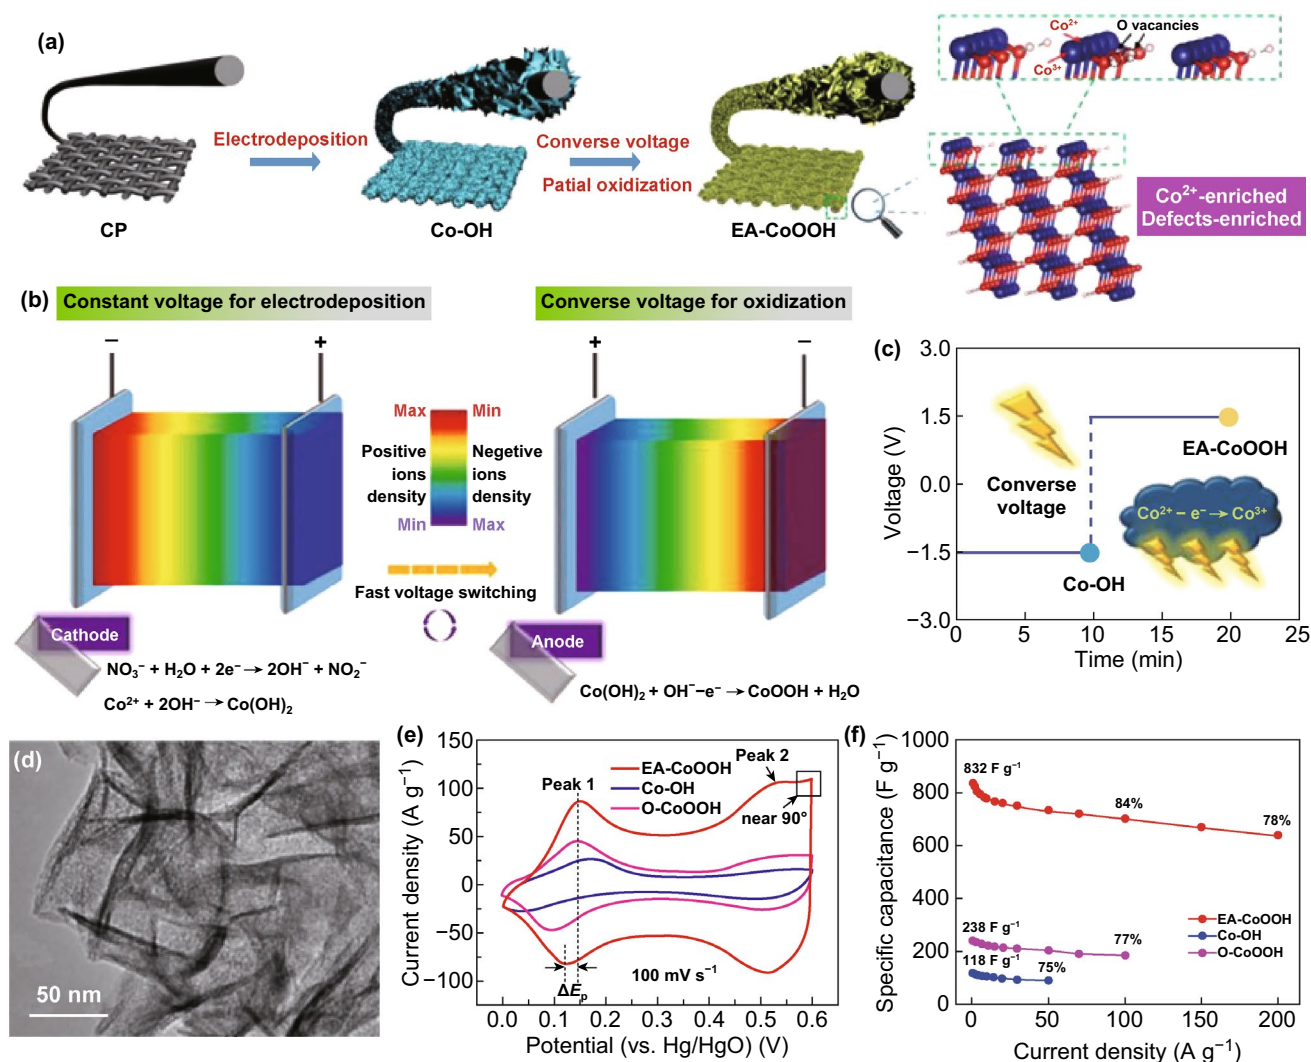 (a)
Co²⁺
O vacancies
Co³⁺
Electrodeposition
Converse voltage
Patial oxidization
Co²⁺-enriched
Defects-enriched
CP
Co-OH
EA-CoOOH
(b)
Constant voltage for electrodeposition
Converse voltage for oxidization
− +
+ −
Max Min
Positive ions density
Negetive ions density
Min Max
Fast voltage switching
Cathode
NO₃⁻ + H₂O + 2e⁻ → 2OH⁻ + NO₂⁻
Co²⁺ + 2OH⁻ → Co(OH)₂
Anode
Co(OH)₂ + OH⁻−e⁻ → CoOOH + H₂O
(c)
Voltage (V)
3.0
1.5
0.0
−1.5
−3.0
EA-CoOOH
Converse
voltage
Co²⁺ − e⁻ → Co³⁺
Co-OH
0 5 10 15 20 25
Time (min)
(d)
50 nm
(e)
Current density (A g⁻¹)
150
100
50
0
−50
−100
EA-CoOOH
Co-OH
O-CoOOH
Peak 1
Peak 2
near 90°
ΔEₚ
100 mV s⁻¹
0.0 0.1 0.2 0.3 0.4 0.5 0.6
Potential (vs. Hg/HgO) (V)
(f)
Specific capacitance (F g⁻¹)
1000
800
600
400
200
0
832 F g⁻¹
84%
78%
238 F g⁻¹
77%
118 F g⁻¹
75%
EA-CoOOH
Co-OH
O-CoOOH
0 50 100 150 200
Current density (A g⁻¹)